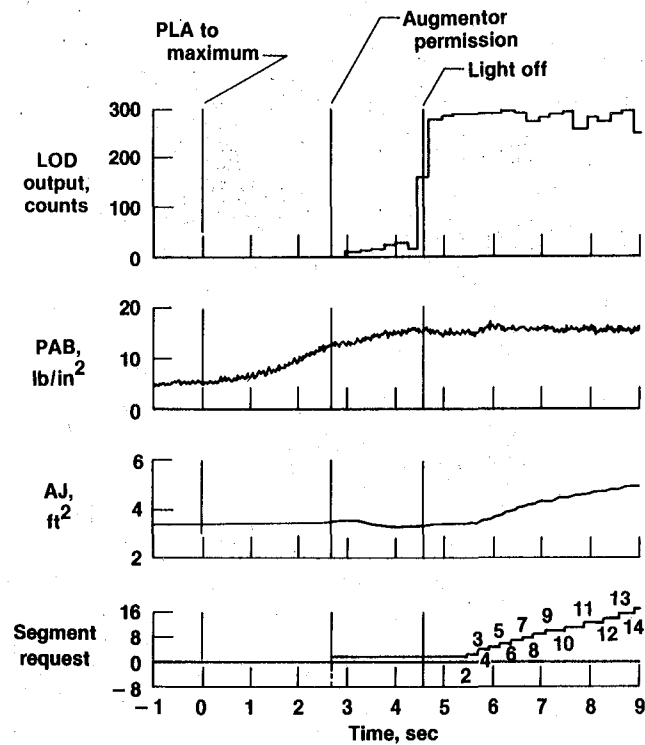 PLA to
maximum
Augmentor
permission
Light off
LOD
output,
counts
300
200
100
0
PAB,
lb/in2
20
10
0
AJ,
ft2
6
4
2
Segment
request
16
8
0
-8
2
3
4
5
6
7
8
9
10
11
12
13
14
-1 0 1 2 3 4 5 6 7 8 9
Time, sec